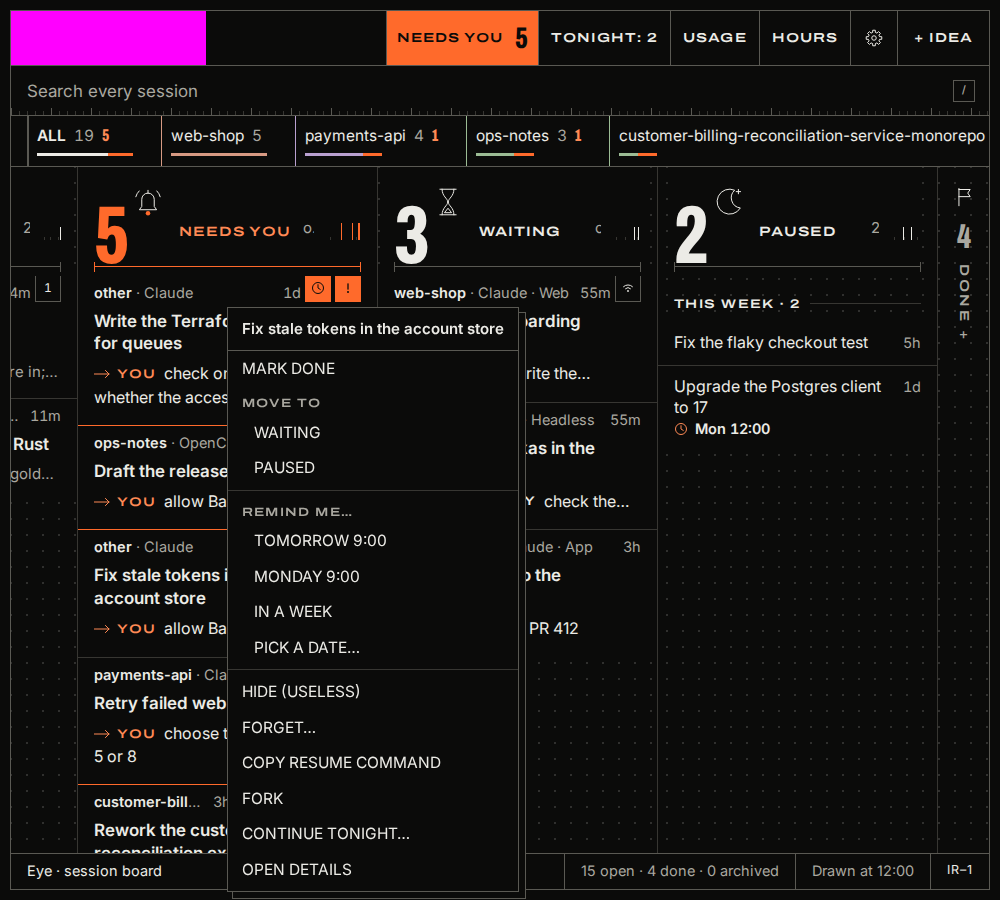 NEEDS YOU 5
TONIGHT: 2
USAGE
HOURS
+ IDEA
Search every session
/
ALL 19 5
web-shop 5
payments-api 4 1
ops-notes 3 1
customer-billing-reconciliation-service-monorepo
5 NEEDS YOU
3 WAITING
2 PAUSED 2
4 DONE +
4m 1
re in;...
11m
Rust
gold...
other · Claude 1d !
Write the Terrafo
for queues
→ YOU check or
whether the acces
ops-notes · OpenC
Draft the release
→ YOU allow Ba
other · Claude
Fix stale tokens i
account store
→ YOU allow Ba
payments-api · Cla
Retry failed web
→ YOU choose t
5 or 8
customer-bill... 3h
Rework the custo
Fix stale tokens in the account store
MARK DONE
MOVE TO
WAITING
PAUSED
REMIND ME...
TOMORROW 9:00
MONDAY 9:00
IN A WEEK
PICK A DATE...
HIDE (USELESS)
FORGET...
COPY RESUME COMMAND
FORK
CONTINUE TONIGHT...
OPEN DETAILS
web-shop · Claude · Web 55m
arding
rite the...
Headless 55m
as in the
Y check the...
ude · App 3h
the
PR 412
THIS WEEK · 2
Fix the flaky checkout test 5h
Upgrade the Postgres client 1d
to 17
Mon 12:00
Eye · session board
15 open · 4 done · 0 archived
Drawn at 12:00
IR–1